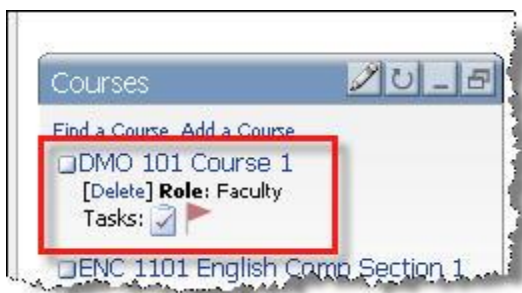 Courses
Find a Course Add a Course
DMO 101 Course 1
[Delete] Role: Faculty
Tasks:
ENC 1101 English Comp Section 1